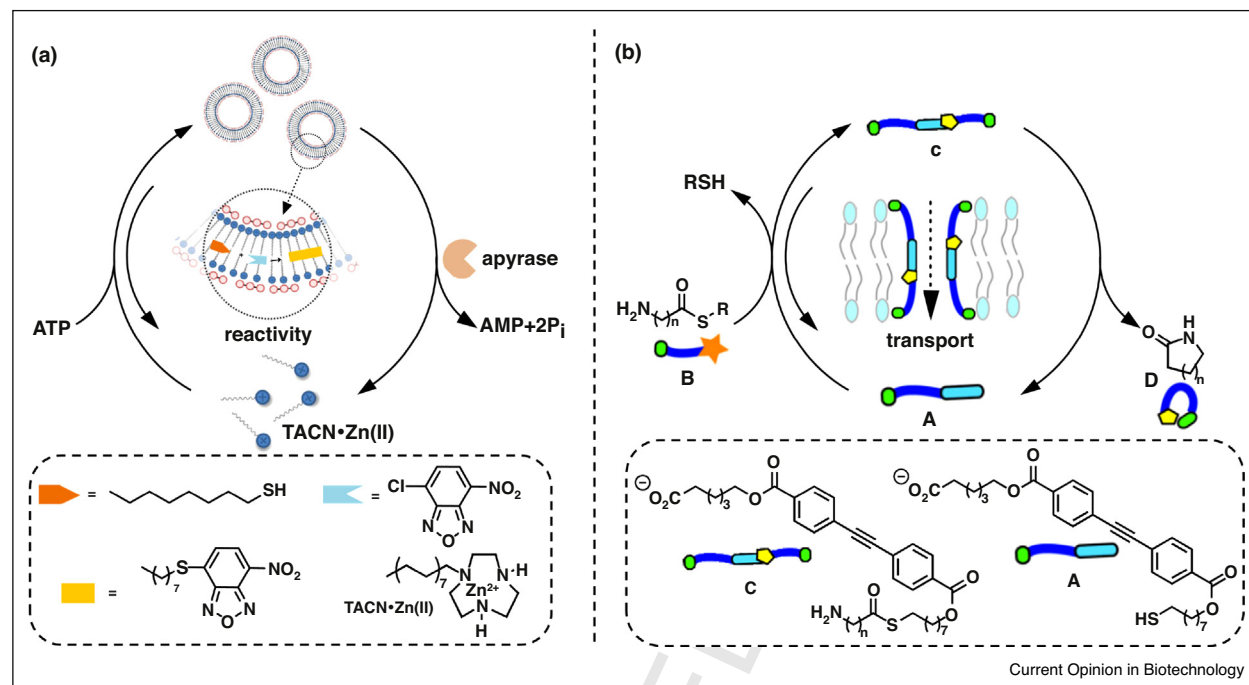 (a)
ATP
reactivity
apyrase
AMP+2Pi
TACN•Zn(II)
= SH
= Cl NO2 N N O
= S 7 NO2 N N O
7 N N-H Zn2+ N H
TACN•Zn(II)
(b)
c
RSH
H2N n O S R
B
transport
A
O H N n
D
⊖ O2C 3 O O
C
H2N n O S 7 O O
⊖ O2C 3 O O
A
HS 7 O O
Current Opinion in Biotechnology